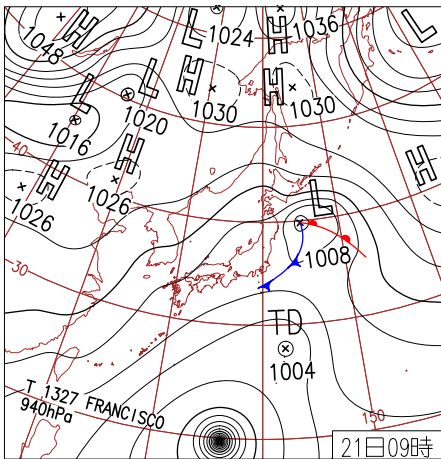 H
1048
L
1024
H
1036
L
L
1016
L
1020
H
1030
H
1030
H
1026
H
1026
H
L
1008
40
30
TD
1004
T 1327 FRANCISCO
940hPa
150
21日09時